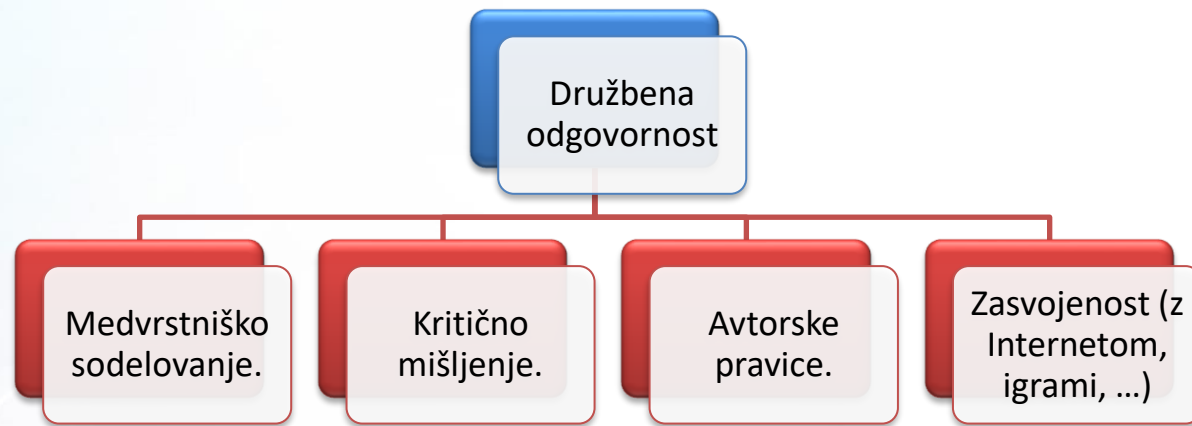 Družbena
odgovornost
Medvrstniško
sodelovanje.
Kritično
mišljenje.
Avtorske
pravice.
Zasvojenost (z
Internetom,
igrami, …)